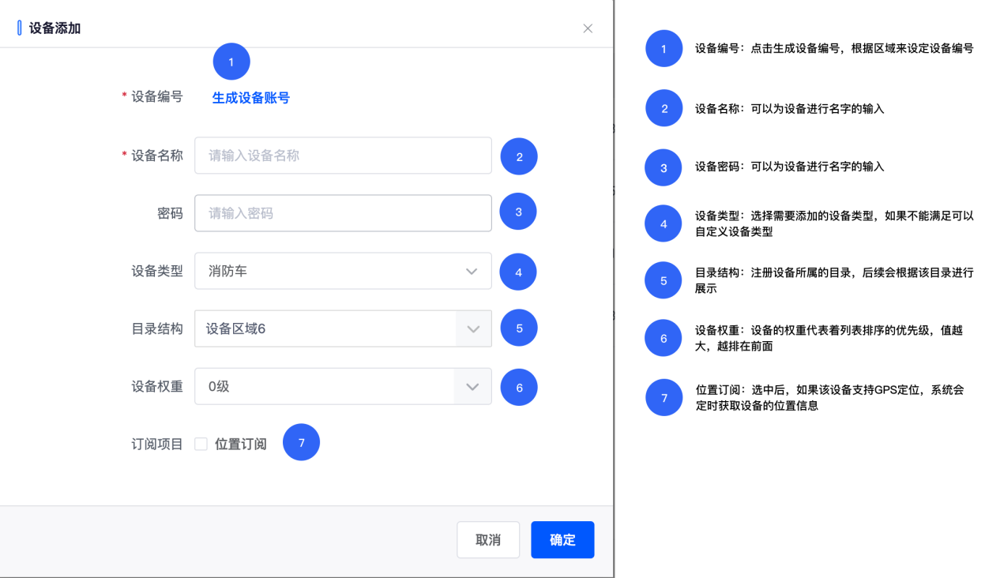 设备添加
1
* 设备编号 生成设备账号
* 设备名称 请输入设备名称 2
密码 请输入密码 3
设备类型 消防车 4
目录结构 设备区域6 5
设备权重 0级 6
订阅项目 位置订阅 7
取消 确定
1 设备编号：点击生成设备编号，根据区域来设定设备编号
2 设备名称：可以为设备进行名字的输入
3 设备密码：可以为设备进行名字的输入
4 设备类型：选择需要添加的设备类型，如果不能满足可以
自定义设备类型
5 目录结构：注册设备所属的目录，后续会根据该目录进行
展示
6 设备权重：设备的权重代表着列表排序的优先级，值越
大，越排在前面
7 位置订阅：选中后，如果该设备支持GPS定位，系统会
定时获取设备的位置信息